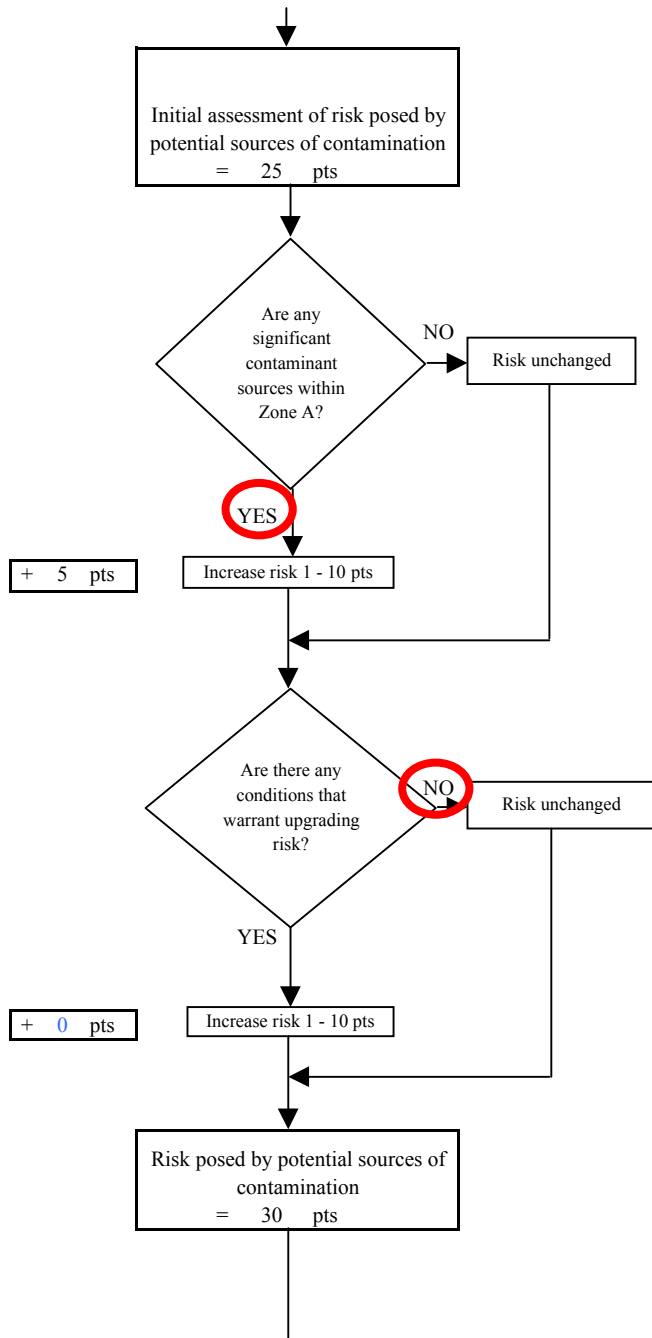 Initial assessment of risk posed by
potential sources of contamination
= 25 pts
Are any
significant
contaminant
sources within
Zone A?
NO
Risk unchanged
YES
+ 5 pts
Increase risk 1 - 10 pts
Are there any
conditions that
warrant upgrading
risk?
NO
Risk unchanged
YES
+ 0 pts
Increase risk 1 - 10 pts
Risk posed by potential sources of
contamination
= 30 pts